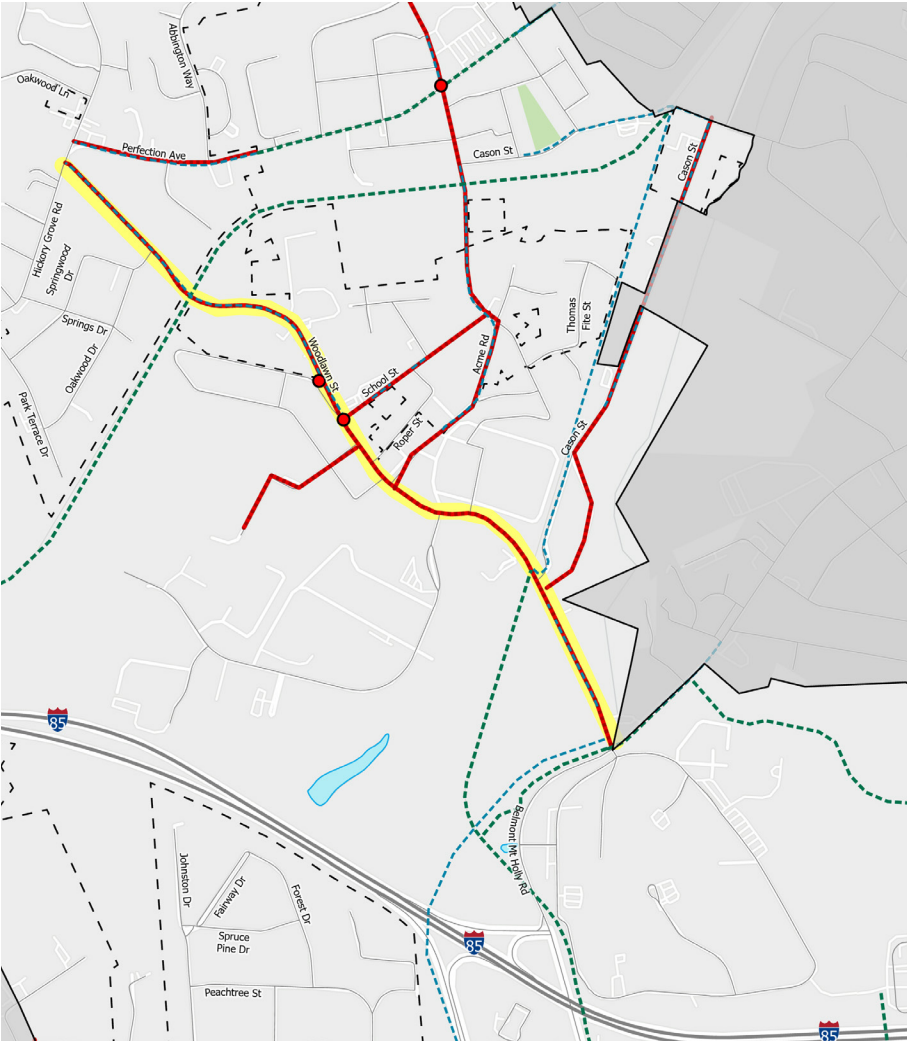 Abbington Way
Oakwood Ln
Perfection Ave
Cason St
Cason St
Hickory Grove Rd
Springwood
Dr
Thomas
Fite St
Springs Dr
Oakwood Dr
Woodlawn St
School St
Acme Rd
Park Terrace Dr
Roper St
Cason St
85
Belmont Mt Holly Rd
Johnston Dr
Fairway Dr
Forest Dr
Spruce
Pine Dr
85
Peachtree St
85